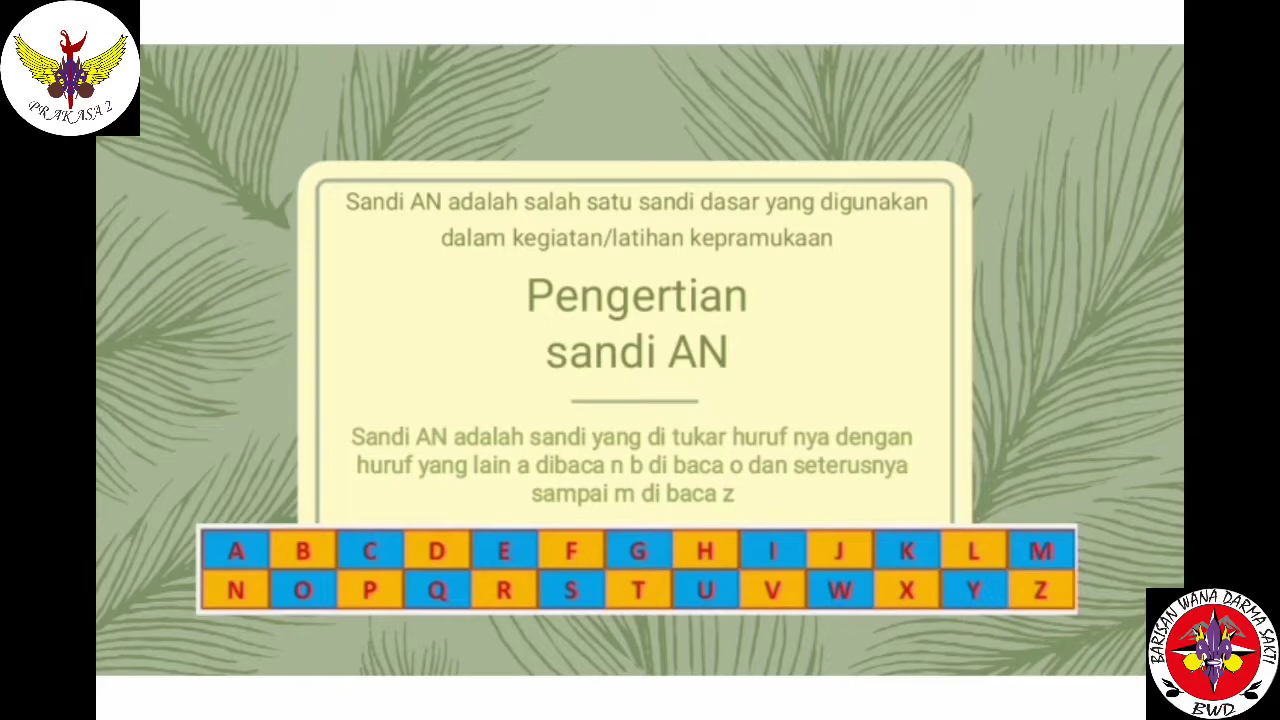 PRAKASA 2
Sandi AN adalah salah satu sandi dasar yang digunakan
dalam kegiatan/latihan kepramukaan
Pengertian
sandi AN
Sandi AN adalah sandi yang di tukar huruf nya dengan
huruf yang lain a dibaca n b di baca o dan seterusnya
sampai m di baca z
A B C D E F G H I J K L M
N O P Q R S T U V W X Y Z
BARISAN WANA DARMA SAKTI
BWD